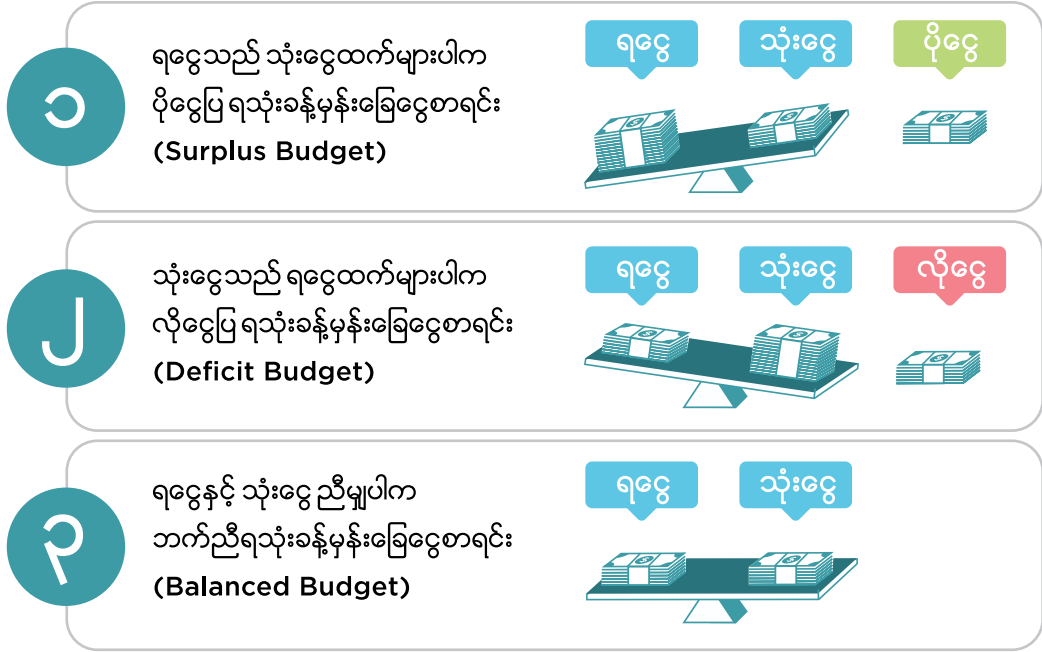 ၁
ရငွေသည် သုံးငွေထက်များပါက
ပိုငွေပြ ရသုံးခန့်မှန်းခြေငွေစာရင်း
(Surplus Budget)
ရငွေ
သုံးငွေ
ပိုငွေ
၂
သုံးငွေသည် ရငွေထက်များပါက
လိုငွေပြ ရသုံးခန့်မှန်းခြေငွေစာရင်း
(Deficit Budget)
ရငွေ
သုံးငွေ
လိုငွေ
၃
ရငွေနှင့် သုံးငွေ ညီမျှပါက
ဘက်ညီရသုံးခန့်မှန်းခြေငွေစာရင်း
(Balanced Budget)
ရငွေ
သုံးငွေ